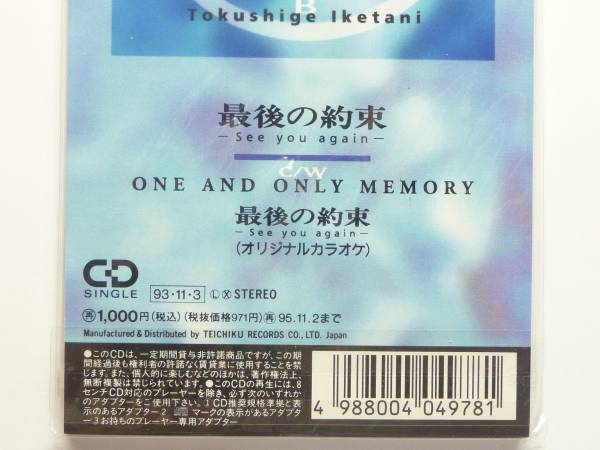 B
Tokushige Iketani
最後の約束
—See you again—
c/w
ONE AND ONLY MEMORY
最後の約束
—See you again—
(オリジナルカラオケ)
CD
SINGLE 93・11・3 Ⓛ Ⓧ STEREO
㊢1,000円(税込)(税抜価格971円)㊢95.11.2まで
Manufactured & Distributed by TEICHIKU RECORDS CO., LTD. Japan
●このCDは、一定期間貸与非許諾商品ですが、この期
間経過後も権利者の許諾なく賃貸業に使用することを禁
じます。また、個人的に楽しむなどのほかは、著作権法上、
無断複製は禁じられています。●このCDの再生には、8
センチCD対応のプレーヤーを除き、必ず次のいずれか
のアダプターをご使用下さい。1 CD推奨規格準拠と表
示のあるアダプター 2 マークの表示があるアダプタ
ー 3 お持ちのプレーヤー専用アダプター
4 988004 049781